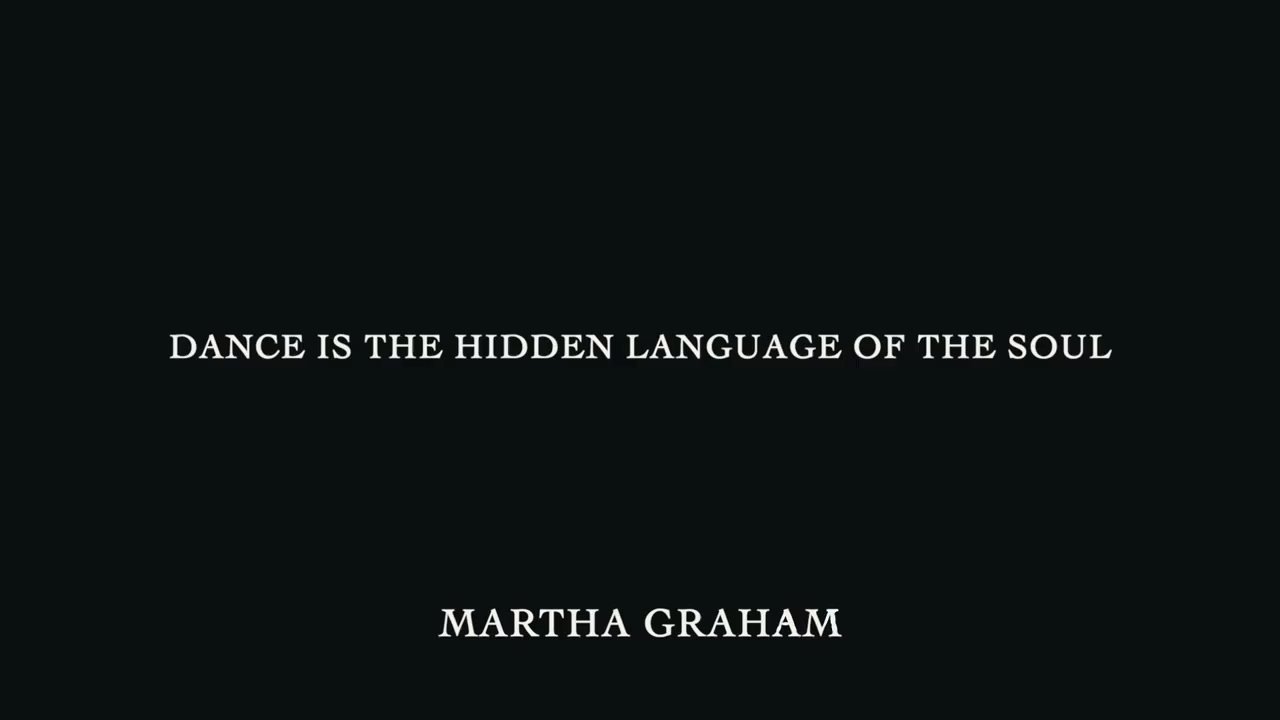 DANCE IS THE HIDDEN LANGUAGE OF THE SOUL
MARTHA GRAHAM